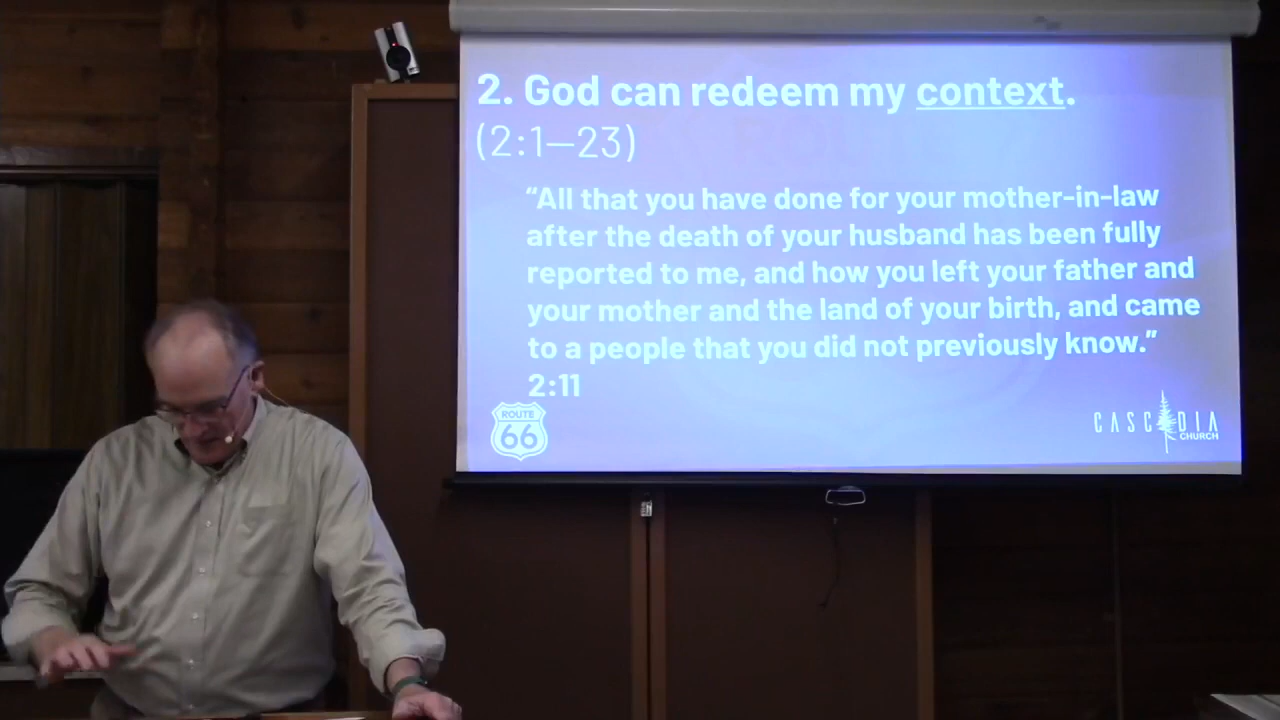 2. God can redeem my context.
(2:1–23)
“All that you have done for your mother-in-law
after the death of your husband has been fully
reported to me, and how you left your father and
your mother and the land of your birth, and came
to a people that you did not previously know.”
2:11
ROUTE
66
CASCADIA
CHURCH